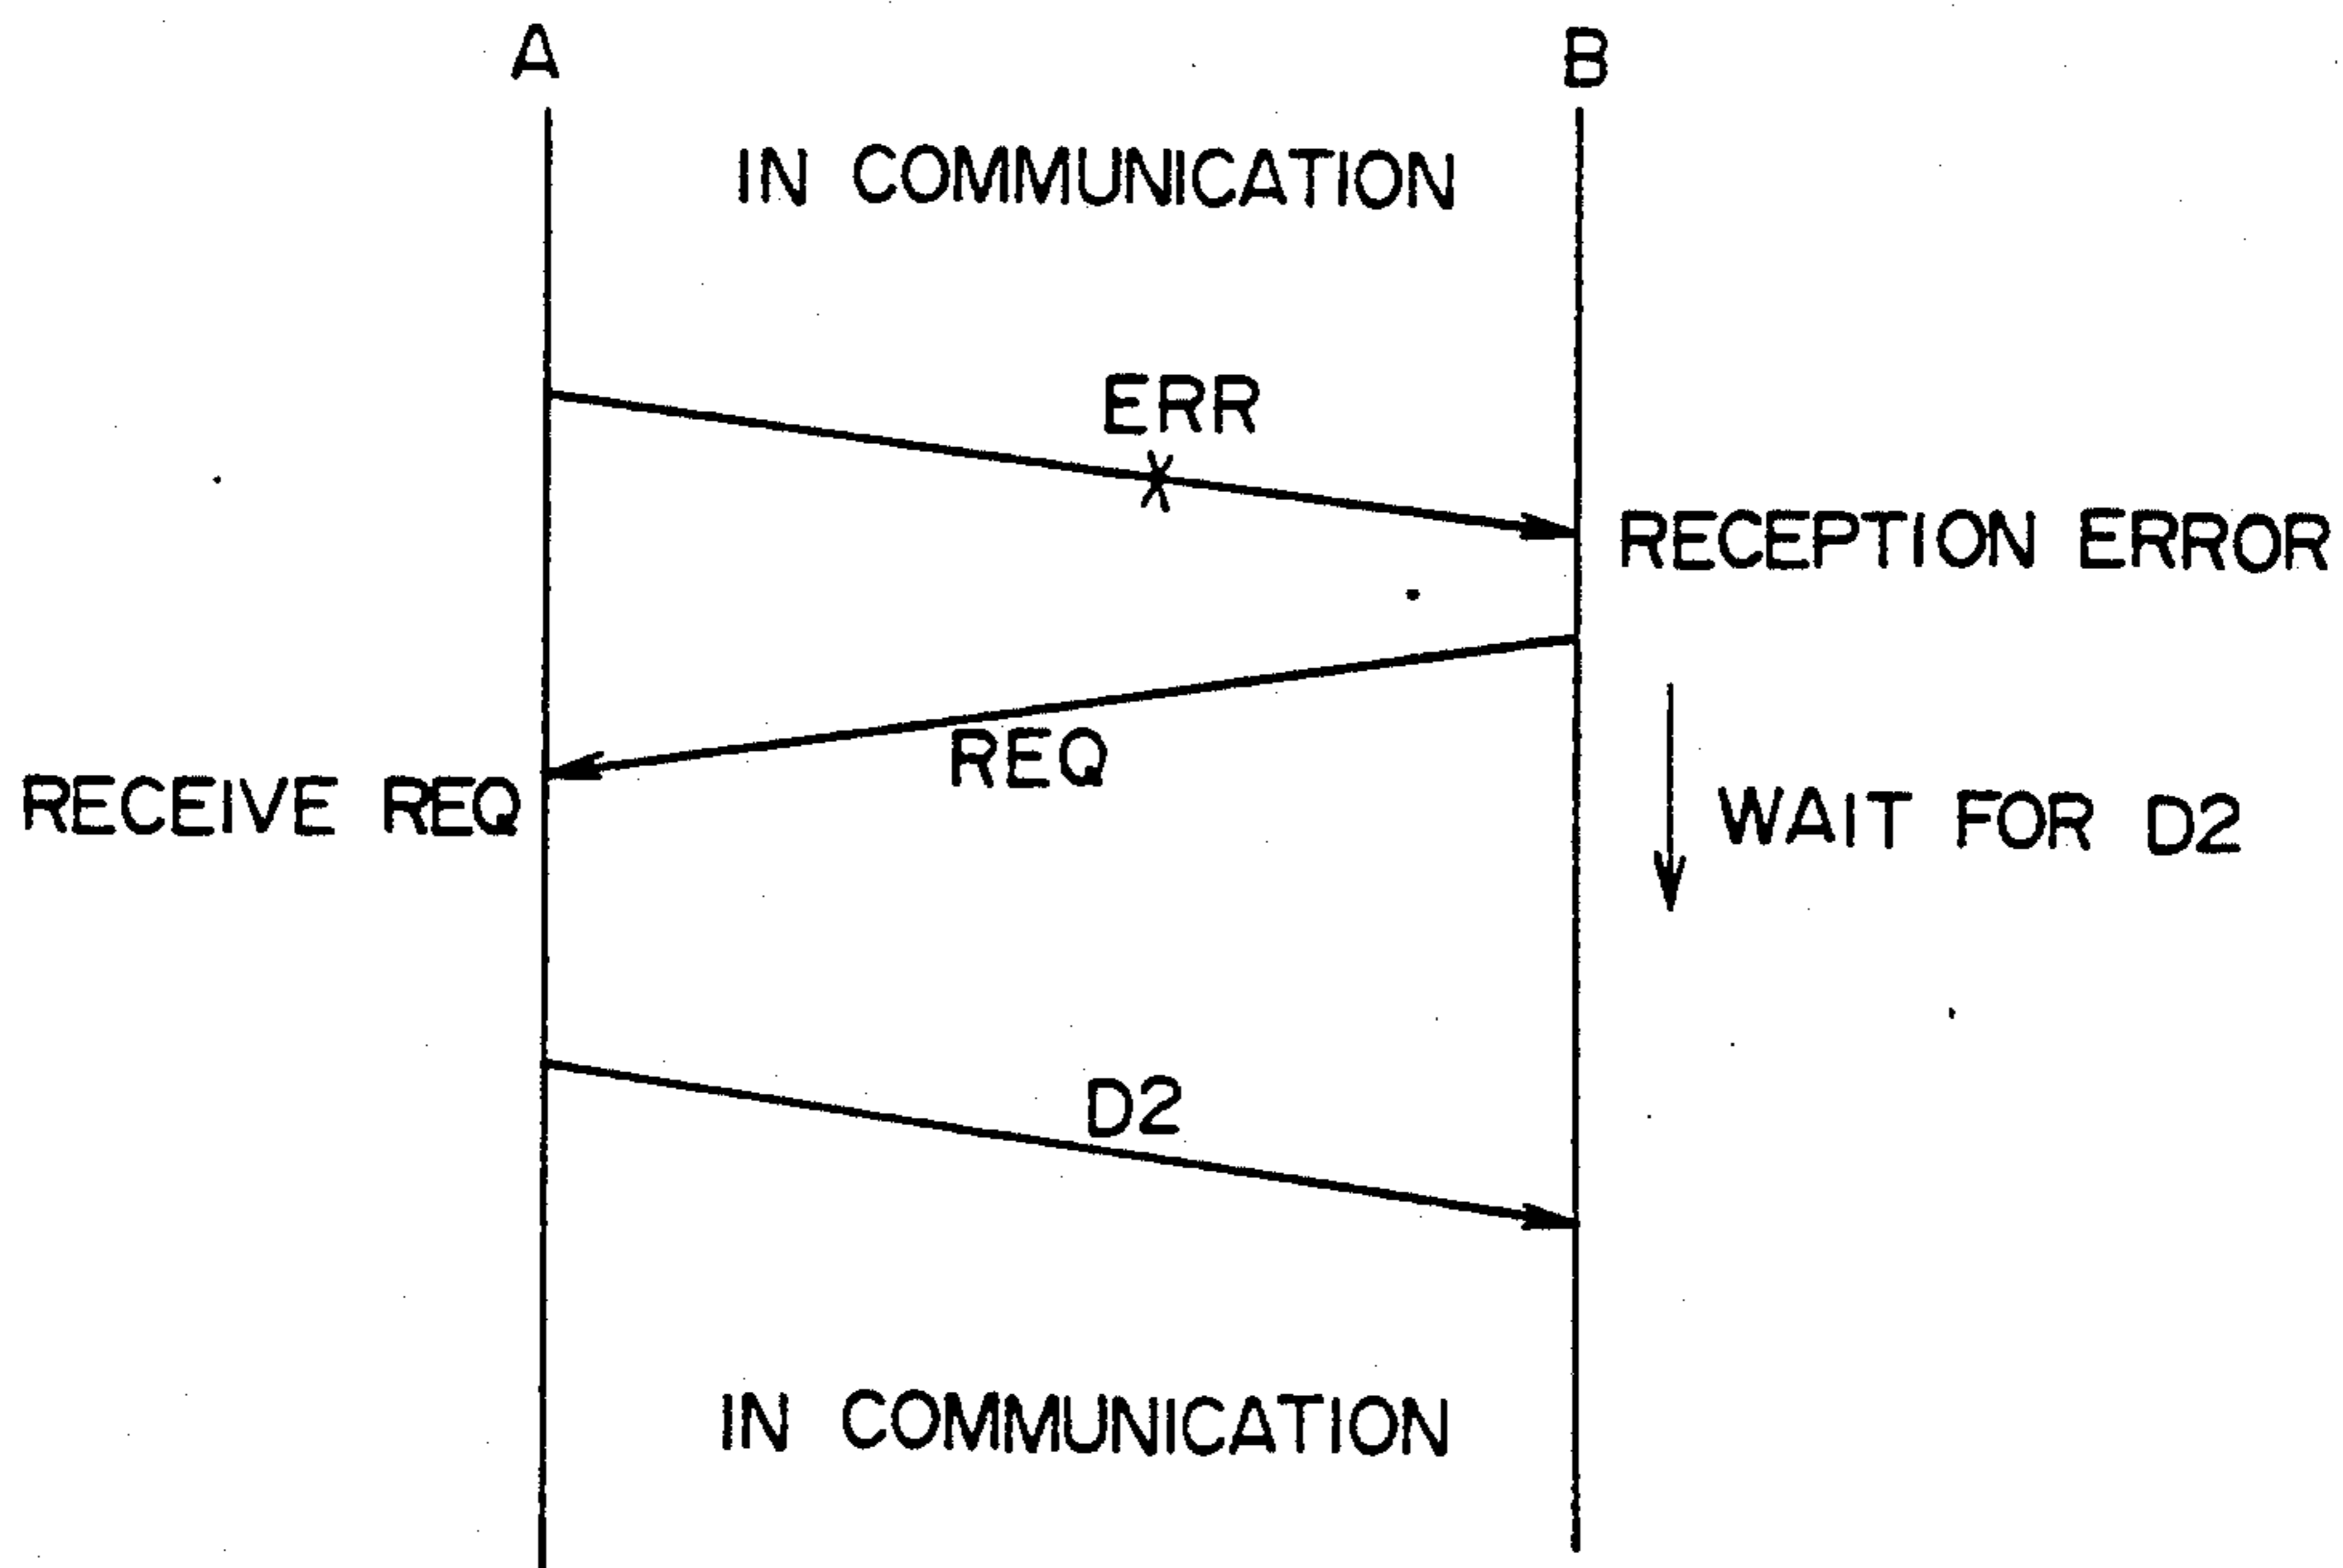 A
B
IN COMMUNICATION
ERR
RECEPTION ERROR
REQ
RECEIVE REQ
WAIT FOR D2
D2
IN COMMUNICATION